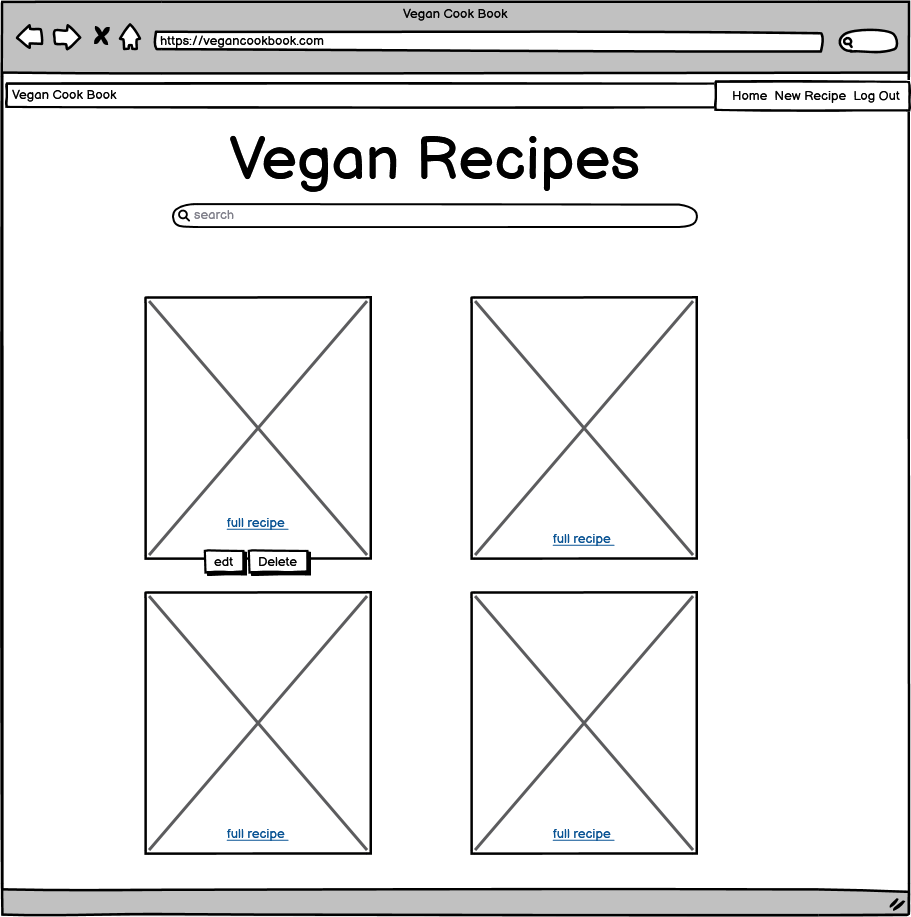 Vegan Cook Book
https://vegancookbook.com
Vegan Cook Book
Home New Recipe Log Out
Vegan Recipes
search
full recipe
full recipe
edt Delete
full recipe
full recipe